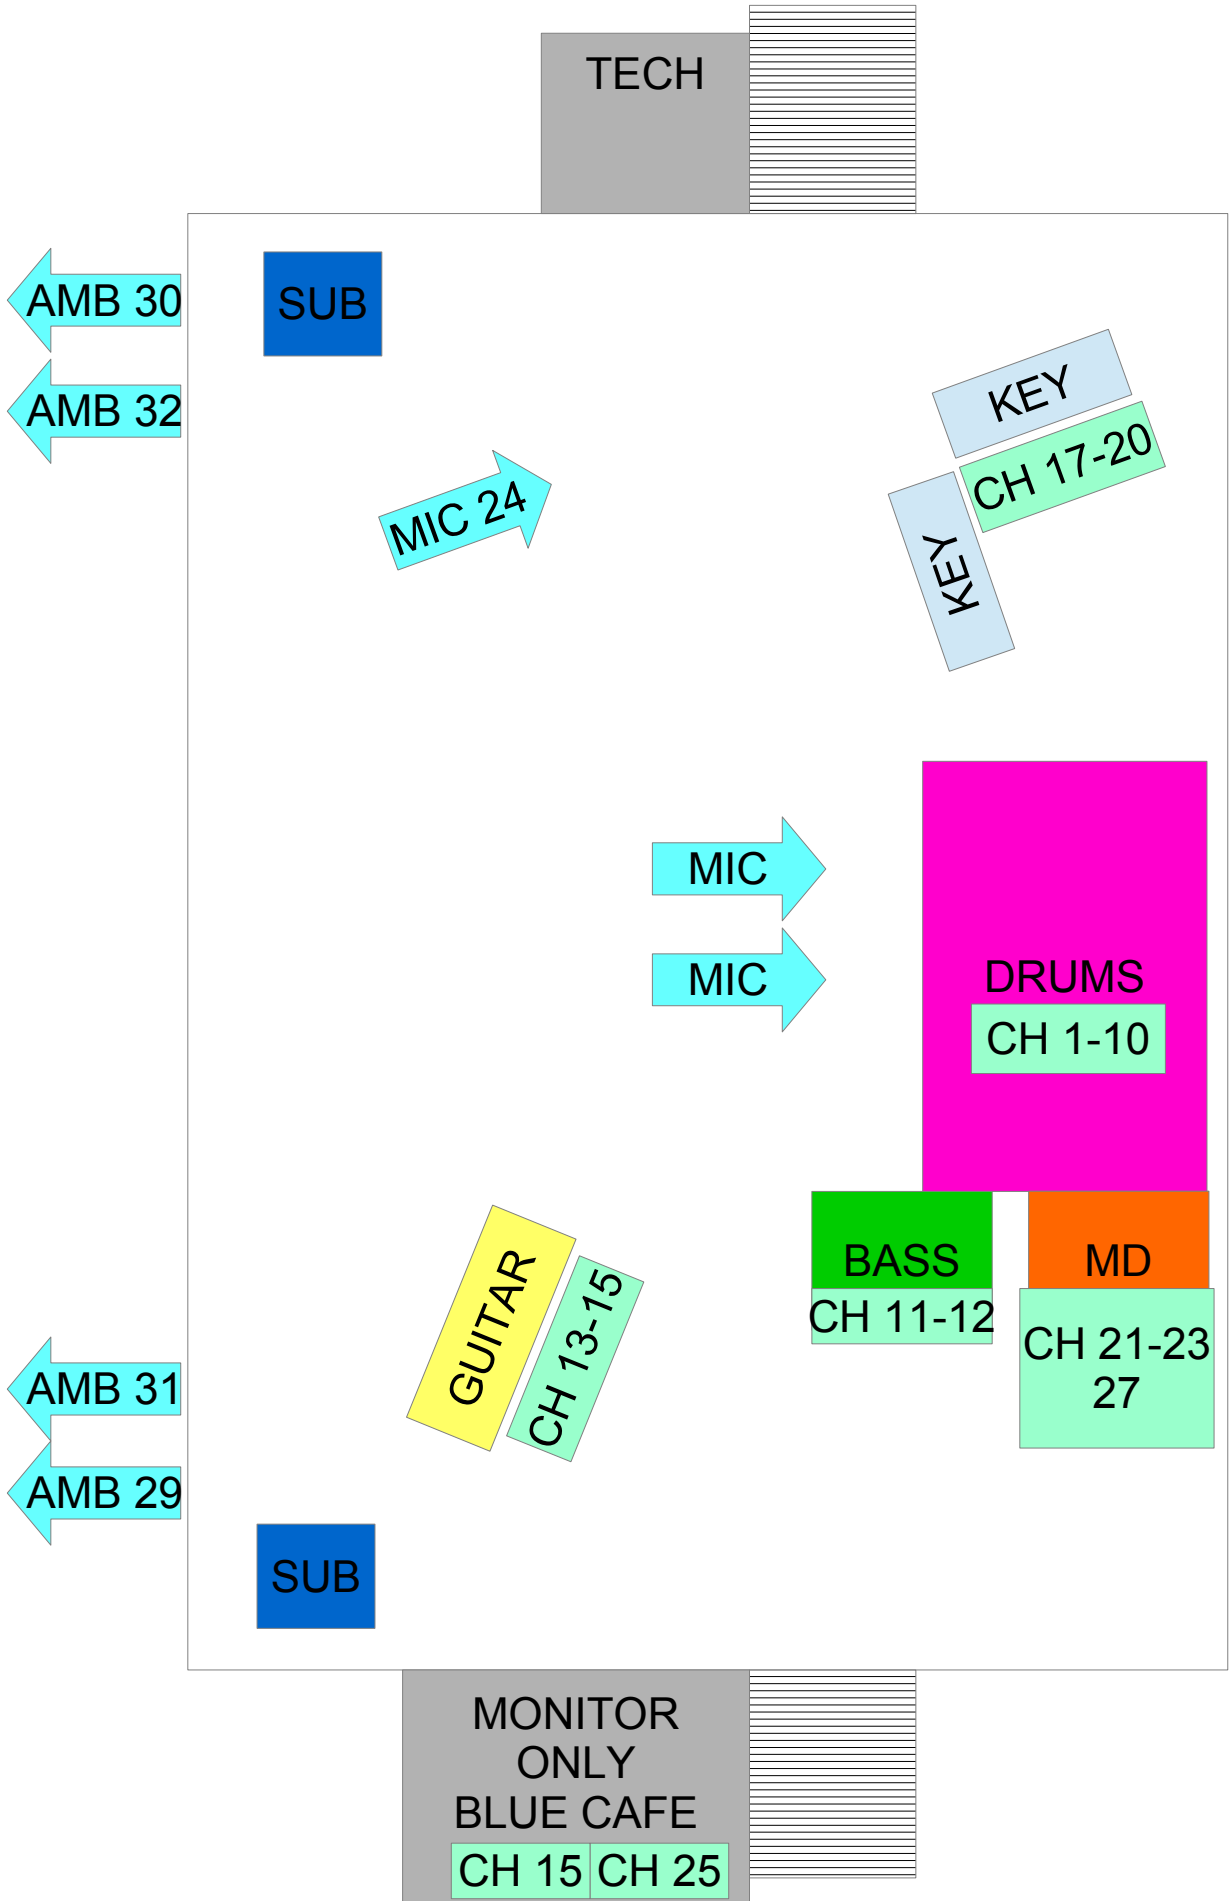 TECH
AMB 30
SUB
AMB 32
KEY
CH 17-20
MIC 24
KEY
MIC
MIC
DRUMS
CH 1-10
BASS
MD
CH 11-12
CH 21-23
27
GUITAR
CH 13-15
AMB 31
AMB 29
SUB
MONITOR
ONLY
BLUE CAFE
CH 15
CH 25